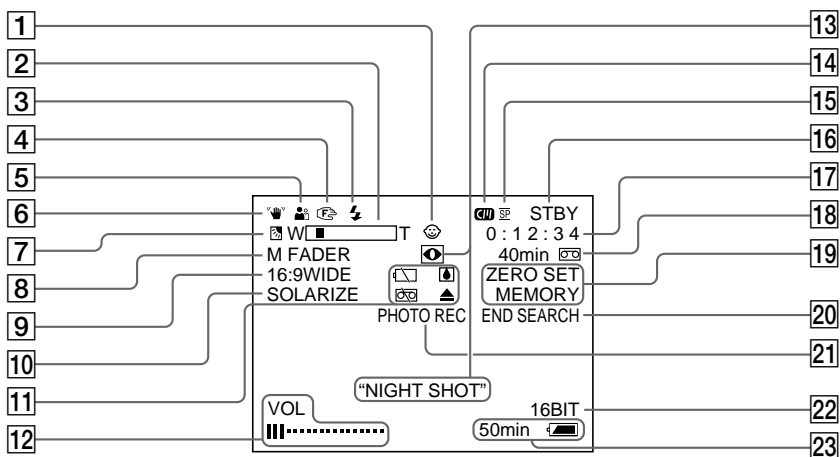 1
2
3
4
5
6
7
8
9
10
11
12
13
14
15
16
17
18
19
20
21
22
23
SP STBY
W T 0:12:34
M FADER 40min
16:9WIDE ZERO SET
SOLARIZE MEMORY
PHOTO REC END SEARCH
“NIGHT SHOT”
VOL 16BIT
50min